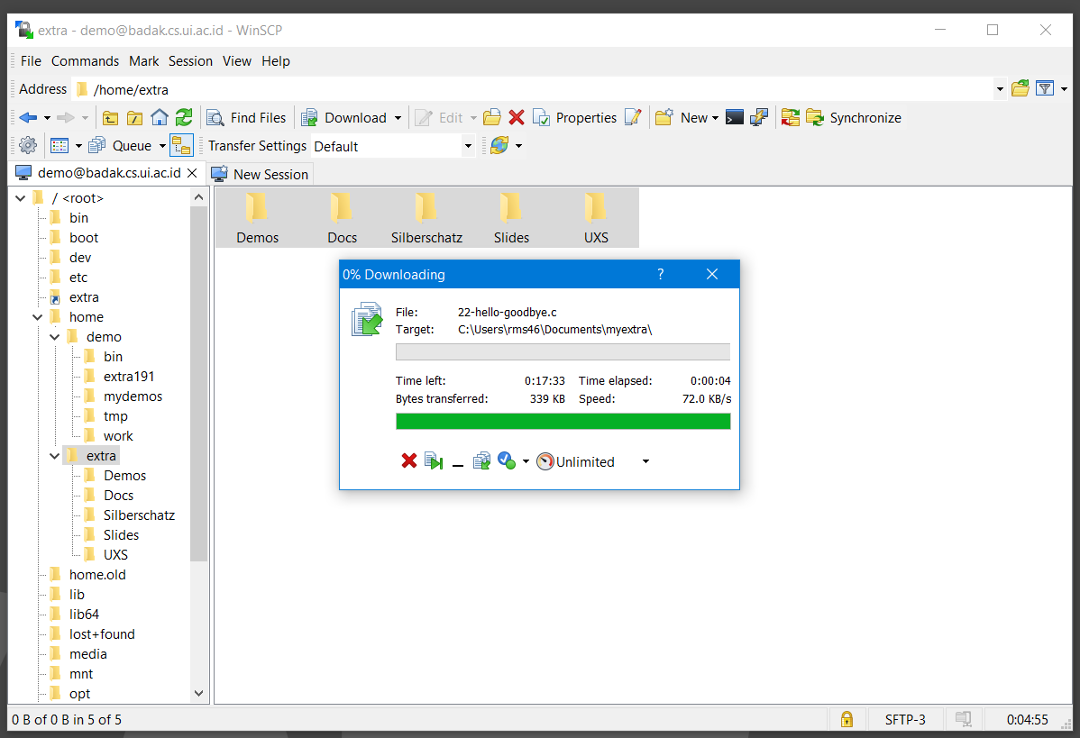 extra - demo@badak.cs.ui.ac.id - WinSCP
File Commands Mark Session View Help
Address /home/extra
Find Files Download Edit Properties New Synchronize
Queue Transfer Settings Default
demo@badak.cs.ui.ac.id New Session
/ <root>
bin
boot
dev
etc
extra
home
demo
bin
extra191
mydemos
tmp
work
extra
Demos
Docs
Silberschatz
Slides
UXS
home.old
lib
lib64
lost+found
media
mnt
opt
Demos Docs Silberschatz Slides UXS
0% Downloading ?
File: 22-hello-goodbye.c
Target: C:\Users\rms46\Documents\myextra\
Time left: 0:17:33 Time elapsed: 0:00:04
Bytes transferred: 339 KB Speed: 72.0 KB/s
Unlimited
0 B of 0 B in 5 of 5 SFTP-3 0:04:55